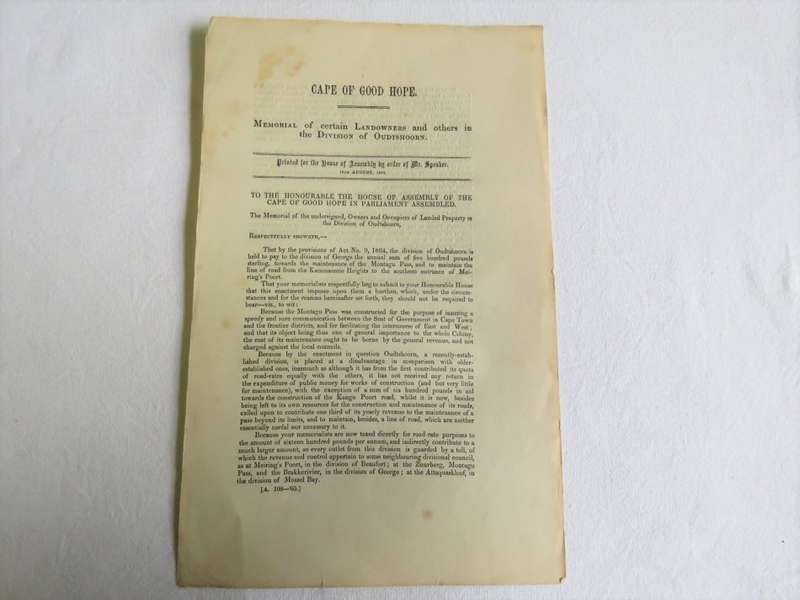 CAPE OF GOOD HOPE.
MEMORIAL of certain LANDOWNERS and others in
the DIVISION of OUDTSHOORN.
Printed for the House of Assembly by order of Mr. Speaker.
AUGUST,
TO THE HONOURABLE THE HOUSE OF ASSEMBLY OF THE
CAPE OF GOOD HOPE IN PARLIAMENT ASSEMBLED.
The Memorial of the undersigned, Owners and Occupiers of Landed Property in
the Division of Oudtshoorn,
RESPECTFULLY SHOWETH,—
That by the provisions of Act No. 9, 1864, the division of Oudtshoorn is
held to pay to the division of George the annual sum of five hundred pounds
sterling, towards the maintenance of the Montagu Pass, and to maintain the
line of road from the Kammanassie Heights to the southern entrance of Mei-
ring's Poort.
That your memorialists respectfully beg to submit to your Honourable House
that this enactment imposes upon them a burthen, which, under the circum-
stances and for the reasons hereinafter set forth, they should not be required to
bear—viz., to wit:
Because the Montagu Pass was constructed for the purpose of insuring a
speedy and sure communication between the Seat of Government in Cape Town
and the frontier districts, and for facilitating the intercourse of East and West;
and that its object being thus one of general importance to the whole Colony,
the cost of its maintenance ought to be borne by the general revenue, and not
charged against the local councils.
Because by the enactment in question Oudtshoorn, a recently-estab-
lished division, is placed at a disadvantage in comparison with older-
established ones, inasmuch as although it has from the first contributed its quota
of road-rates equally with the others, it has not received any return in
the expenditure of public money for works of construction (and but very little
for maintenance), with the exception of a sum of six hundred pounds in aid
towards the construction of the Kango Poort road, whilst it is now, besides
being left to its own resources for the construction and maintenance of its roads,
called upon to contribute one third of its yearly revenue to the maintenance of a
pass beyond its limits, and to maintain, besides, a line of road, which are neither
essentially useful nor necessary to it.
Because your memorialists are now taxed directly for road-rate purposes to
the amount of sixteen hundred pounds per annum, and indirectly contribute to a
much larger amount, as every outlet from this division is guarded by a toll, of
which the revenue and control appertain to some neighbouring divisional council,
as at Meiring's Poort, in the division of Beaufort; at the Zuurberg, Montagu
Pass, and the Brakkerivier, in the division of George; at the Attaquaskloof, in
the division of Mossel Bay.
[A. 108—'65.]